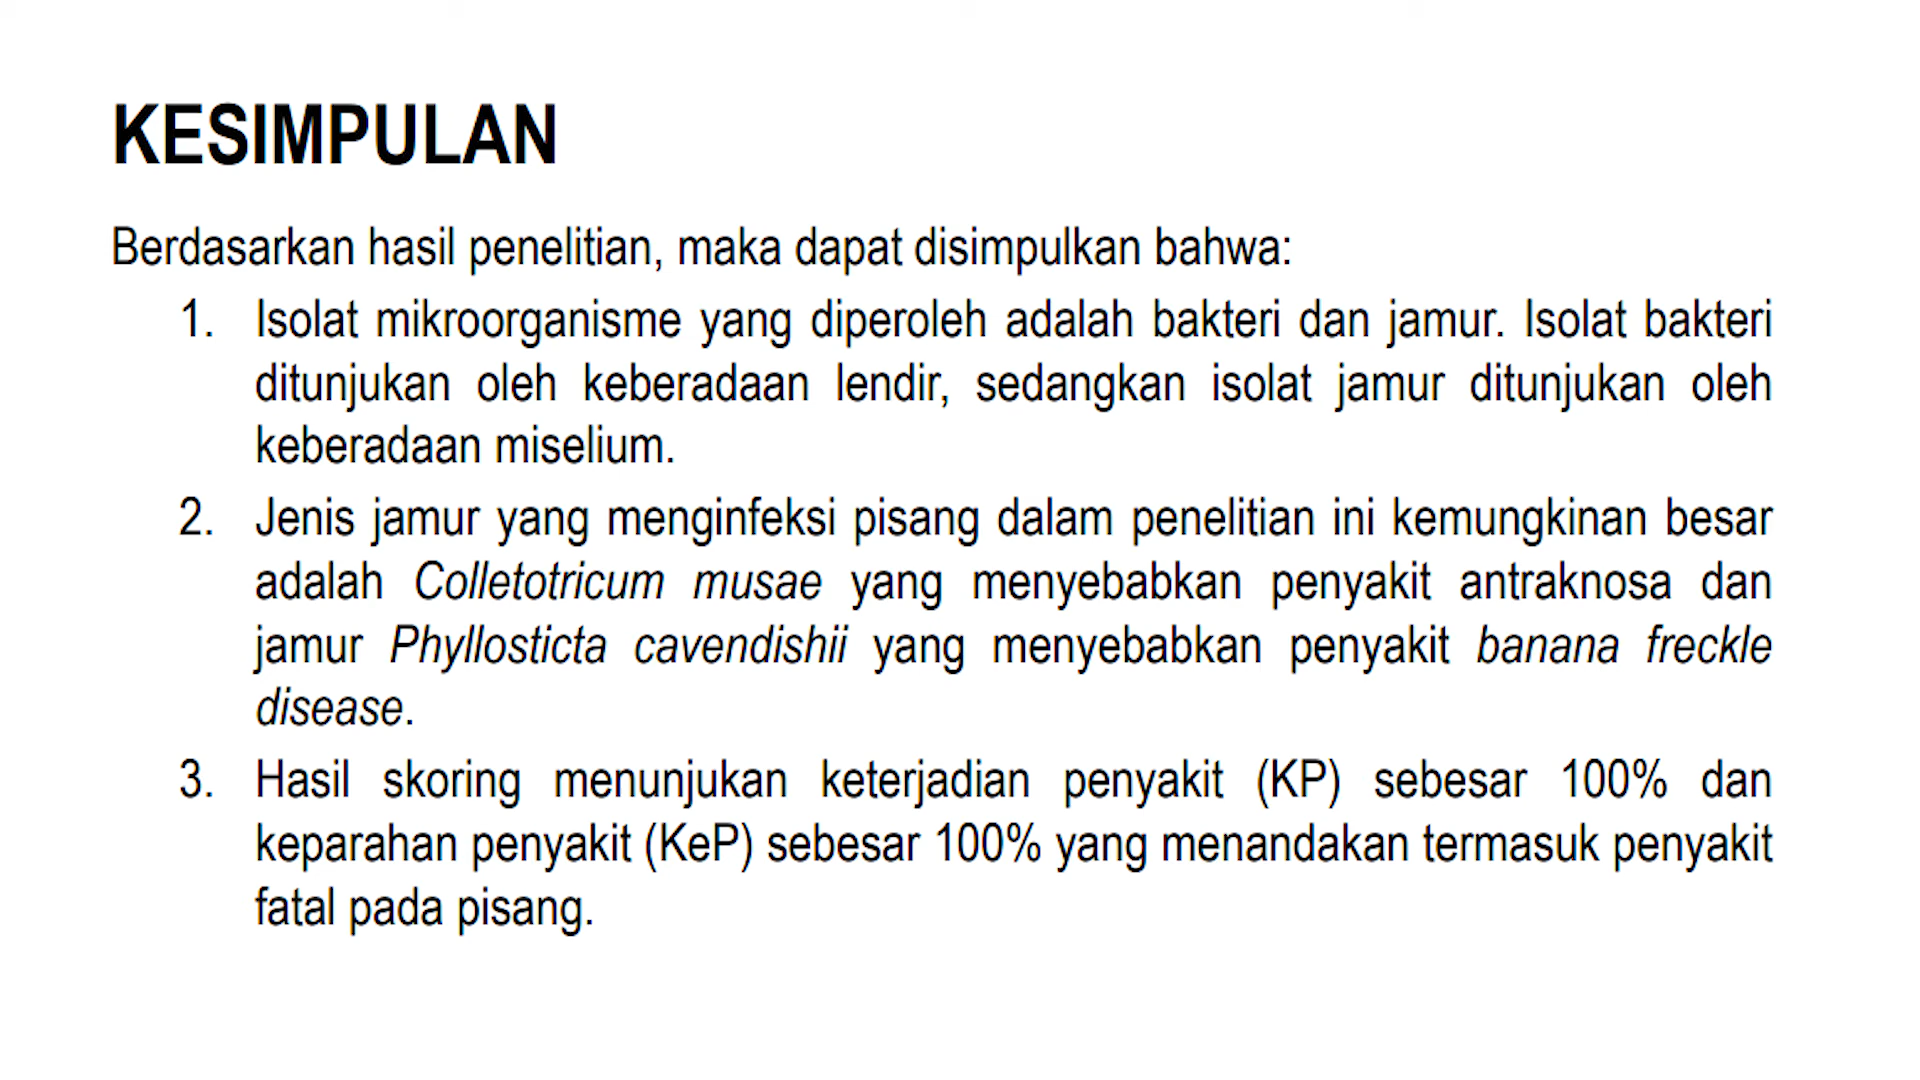 KESIMPULAN
Berdasarkan hasil penelitian, maka dapat disimpulkan bahwa:
1. Isolat mikroorganisme yang diperoleh adalah bakteri dan jamur. Isolat bakteri
ditunjukan oleh keberadaan lendir, sedangkan isolat jamur ditunjukan oleh
keberadaan miselium.
2. Jenis jamur yang menginfeksi pisang dalam penelitian ini kemungkinan besar
adalah Colletotricum musae yang menyebabkan penyakit antraknosa dan
jamur Phyllosticta cavendishii yang menyebabkan penyakit banana freckle
disease.
3. Hasil skoring menunjukan keterjadian penyakit (KP) sebesar 100% dan
keparahan penyakit (KeP) sebesar 100% yang menandakan termasuk penyakit
fatal pada pisang.